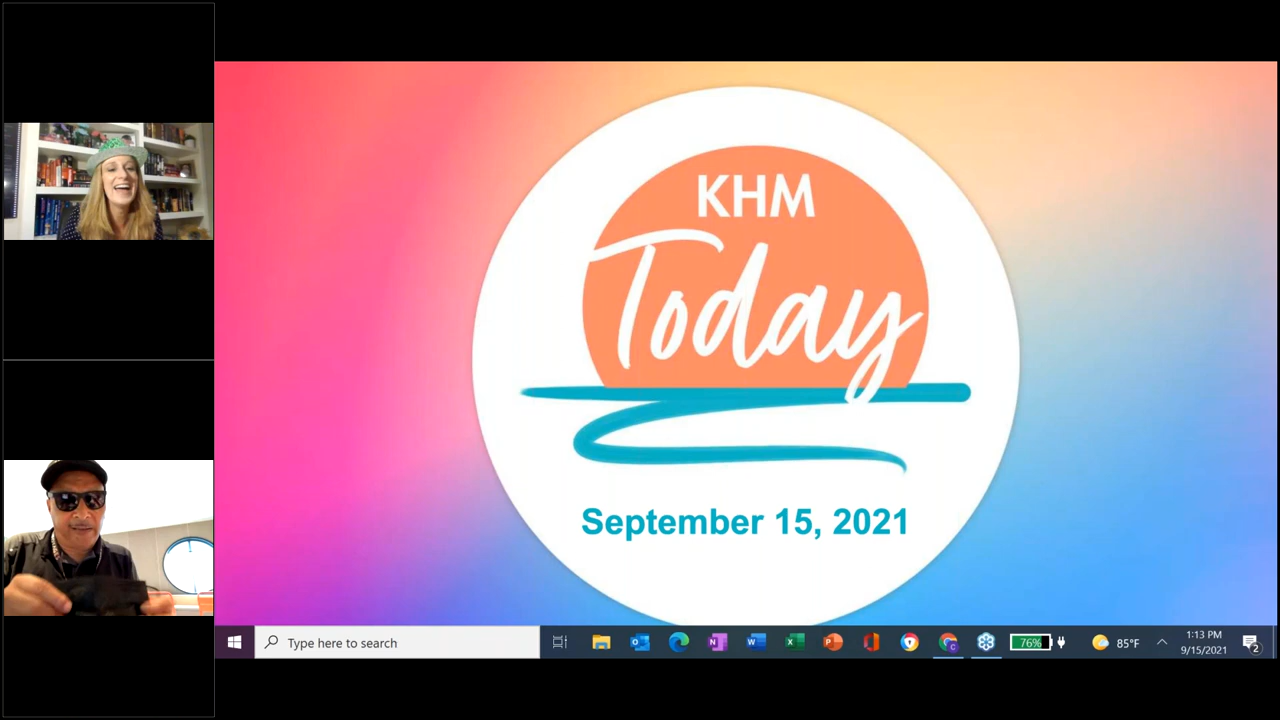 KHM
Today
September 15, 2021
Type here to search
76%
85°F
1:13 PM
9/15/2021
2